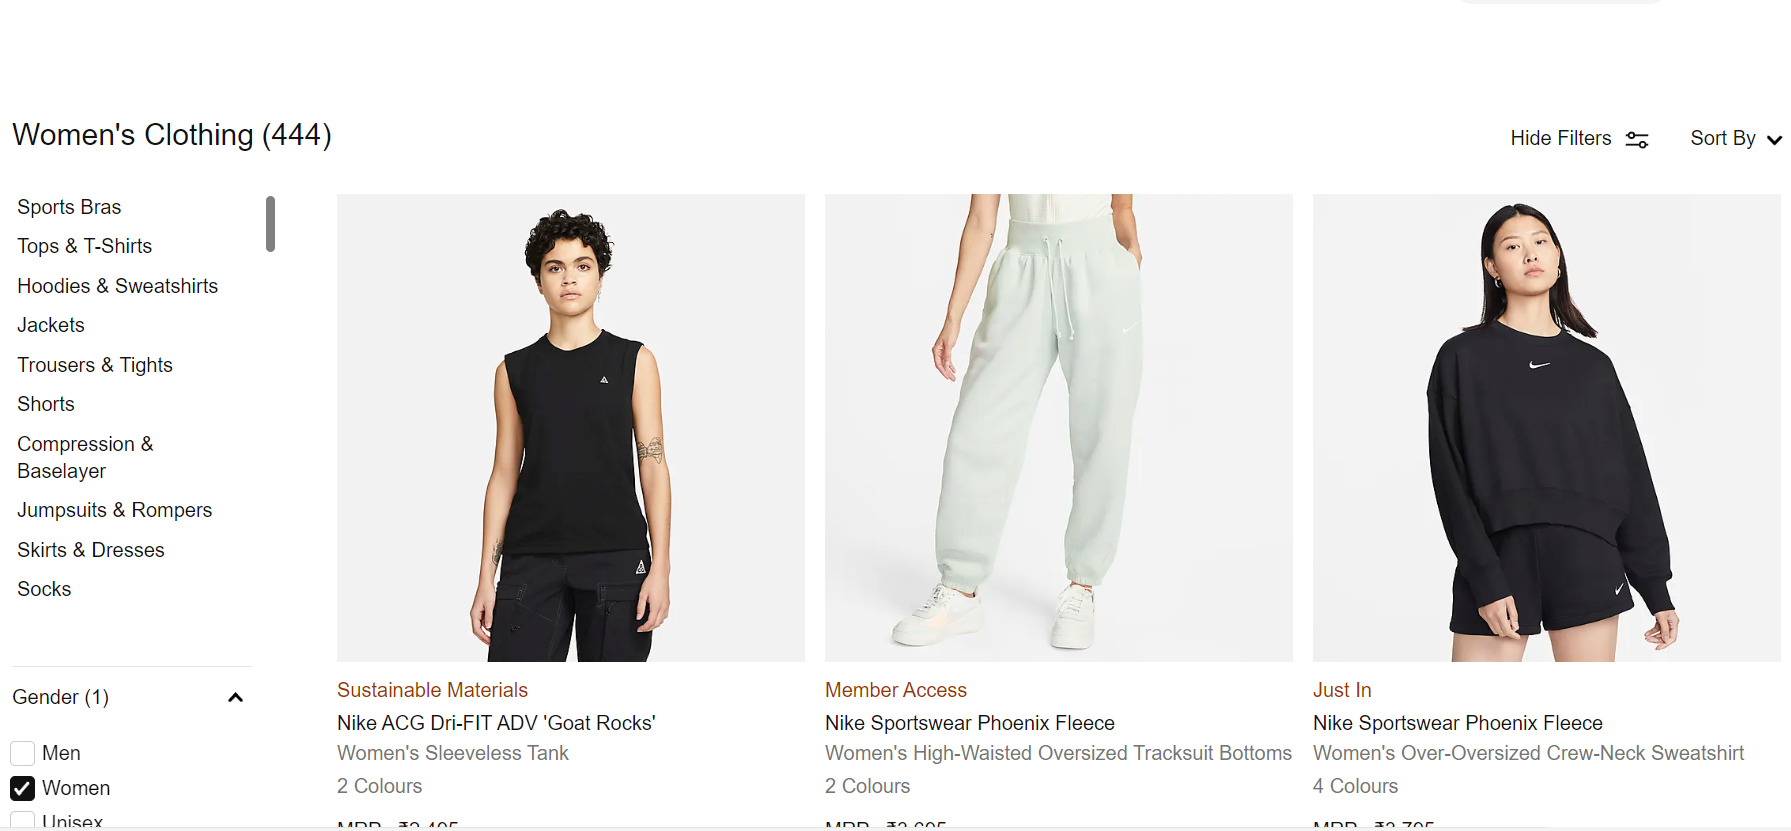 Women's Clothing (444)
Hide Filters
Sort By
Sports Bras
Tops & T-Shirts
Hoodies & Sweatshirts
Jackets
Trousers & Tights
Shorts
Compression &
Baselayer
Jumpsuits & Rompers
Skirts & Dresses
Socks
Gender (1)
Men
Women
Unisex
Sustainable Materials
Nike ACG Dri-FIT ADV 'Goat Rocks'
Women's Sleeveless Tank
2 Colours
Member Access
Nike Sportswear Phoenix Fleece
Women's High-Waisted Oversized Tracksuit Bottoms
2 Colours
Just In
Nike Sportswear Phoenix Fleece
Women's Over-Oversized Crew-Neck Sweatshirt
4 Colours